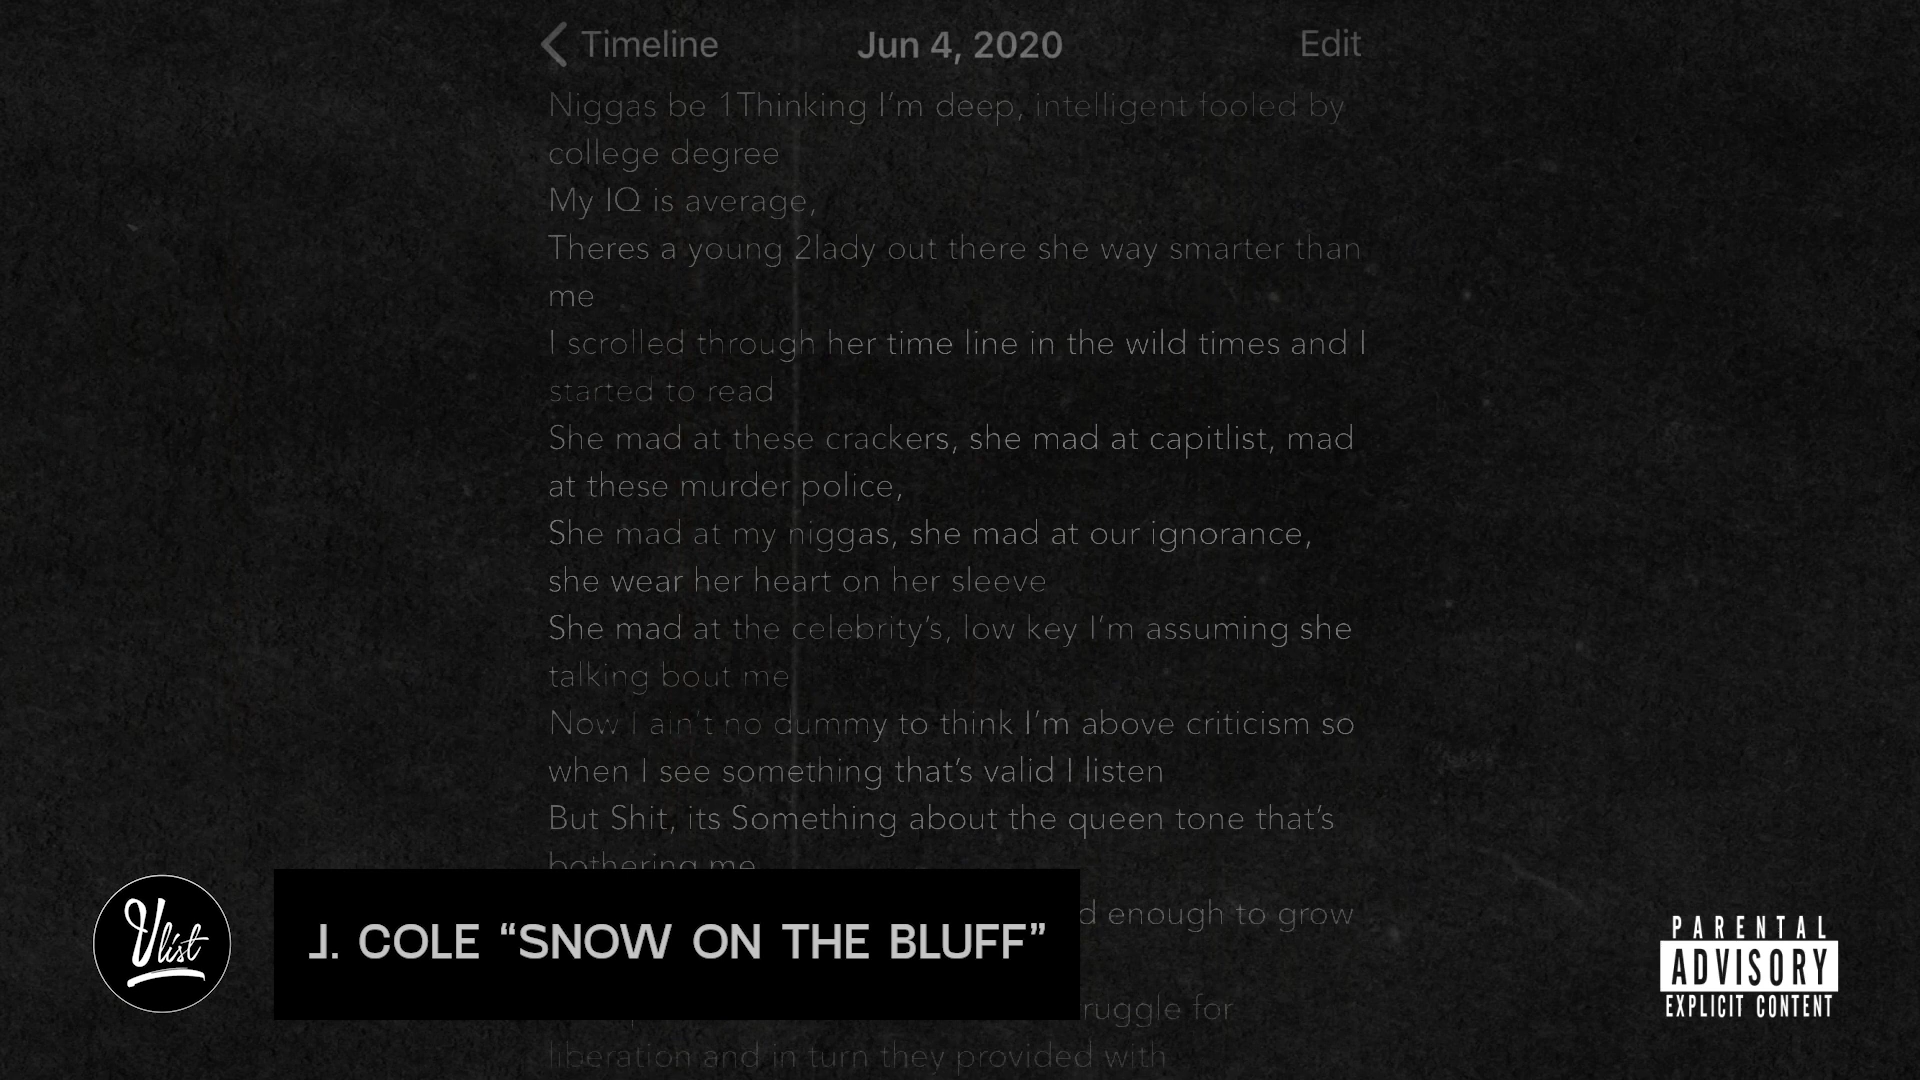 Timeline
Jun 4, 2020
Edit
Niggas be 1Thinking I'm deep, intelligent fooled by
college degree
My IQ is average,
Theres a young 2lady out there she way smarter than
me
I scrolled through her time line in the wild times and I
started to read
She mad at these crackers, she mad at capitlist, mad
at these murder police,
She mad at my niggas, she mad at our ignorance,
she wear her heart on her sleeve
She mad at the celebrity's, low key I'm assuming she
talking bout me
Now I ain't no dummy to think I'm above criticism so
when I see something that's valid I listen
But Shit, its Something about the queen tone that's
bothering me
enough to grow
for
liberation and in turn they provided with
Vlist
J. COLE “SNOW ON THE BLUFF”
PARENTAL
ADVISORY
EXPLICIT CONTENT